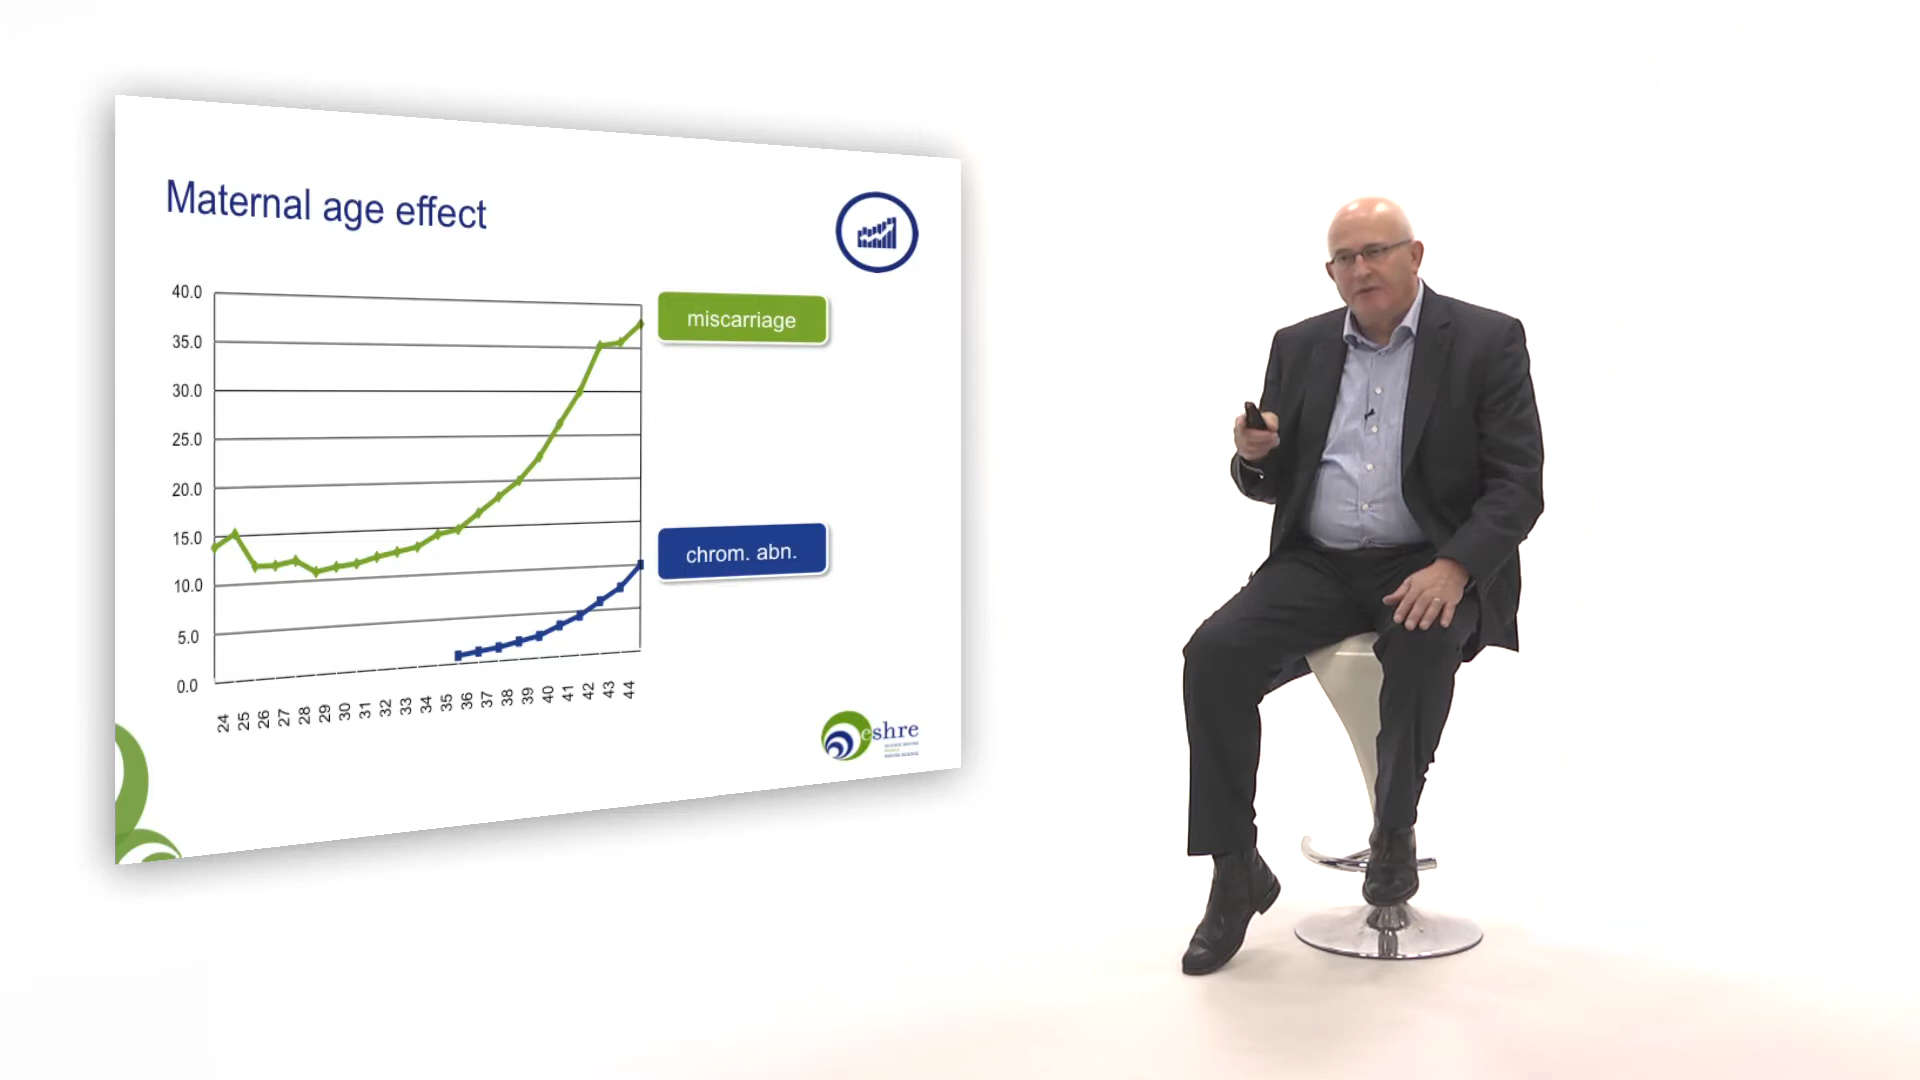 Maternal age effect
40.0
35.0
30.0
25.0
20.0
15.0
10.0
5.0
0.0
24 25 26 27 28 29 30 31 32 33 34 35 36 37 38 39 40 41 42 43 44
miscarriage
chrom. abn.
eshre